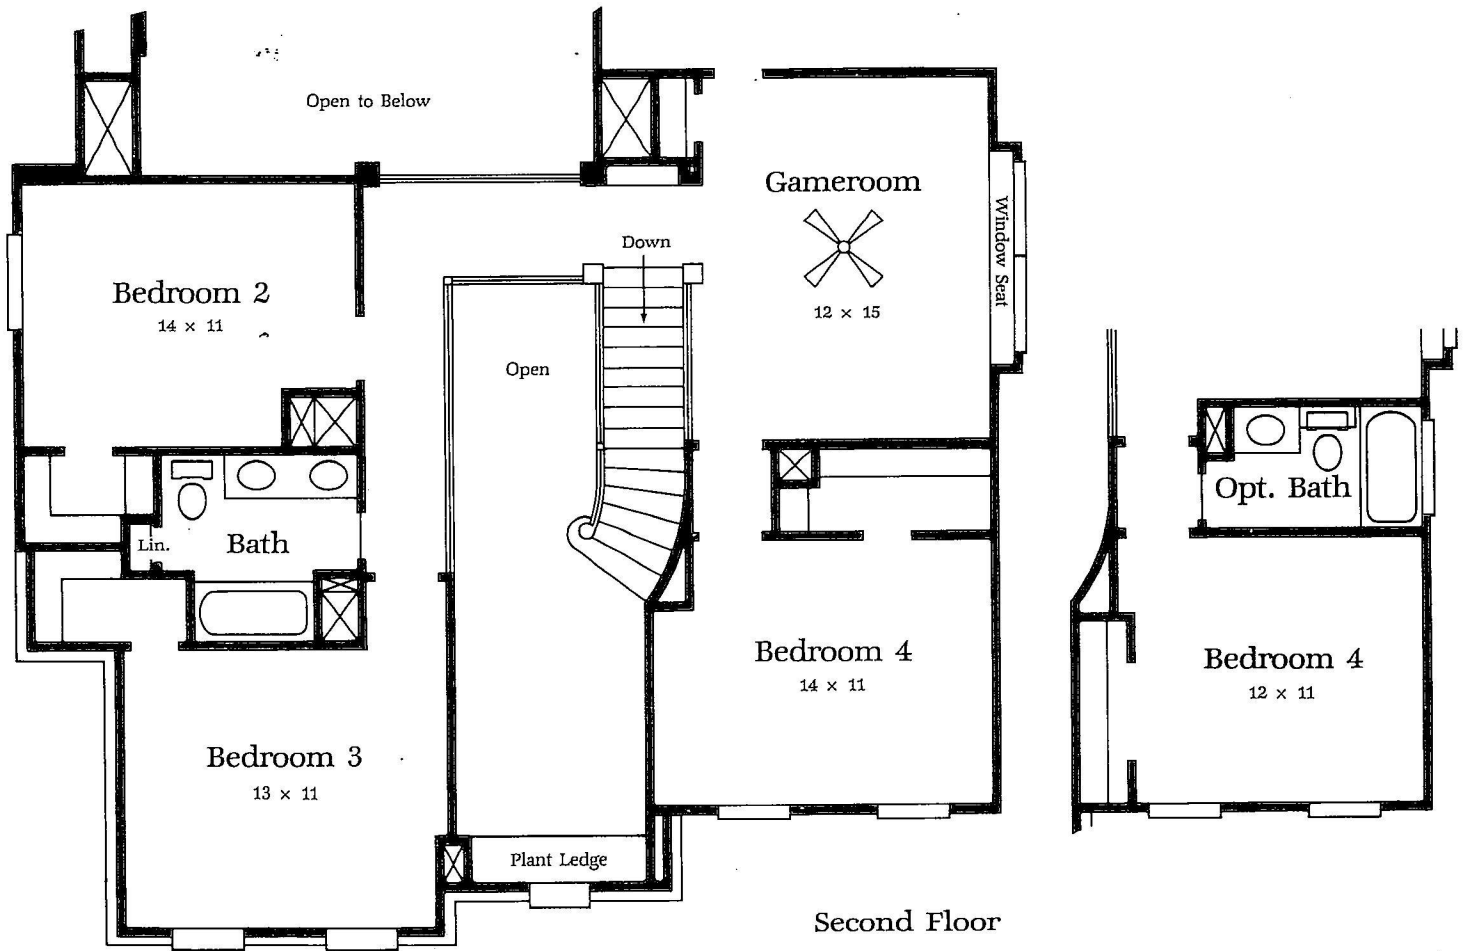 Open to Below
Gameroom
12 × 15
Window Seat
Down
Bedroom 2
14 × 11
Open
Lin.
Bath
Opt. Bath
Bedroom 4
14 × 11
Bedroom 4
12 × 11
Bedroom 3
13 × 11
Plant Ledge
Second Floor